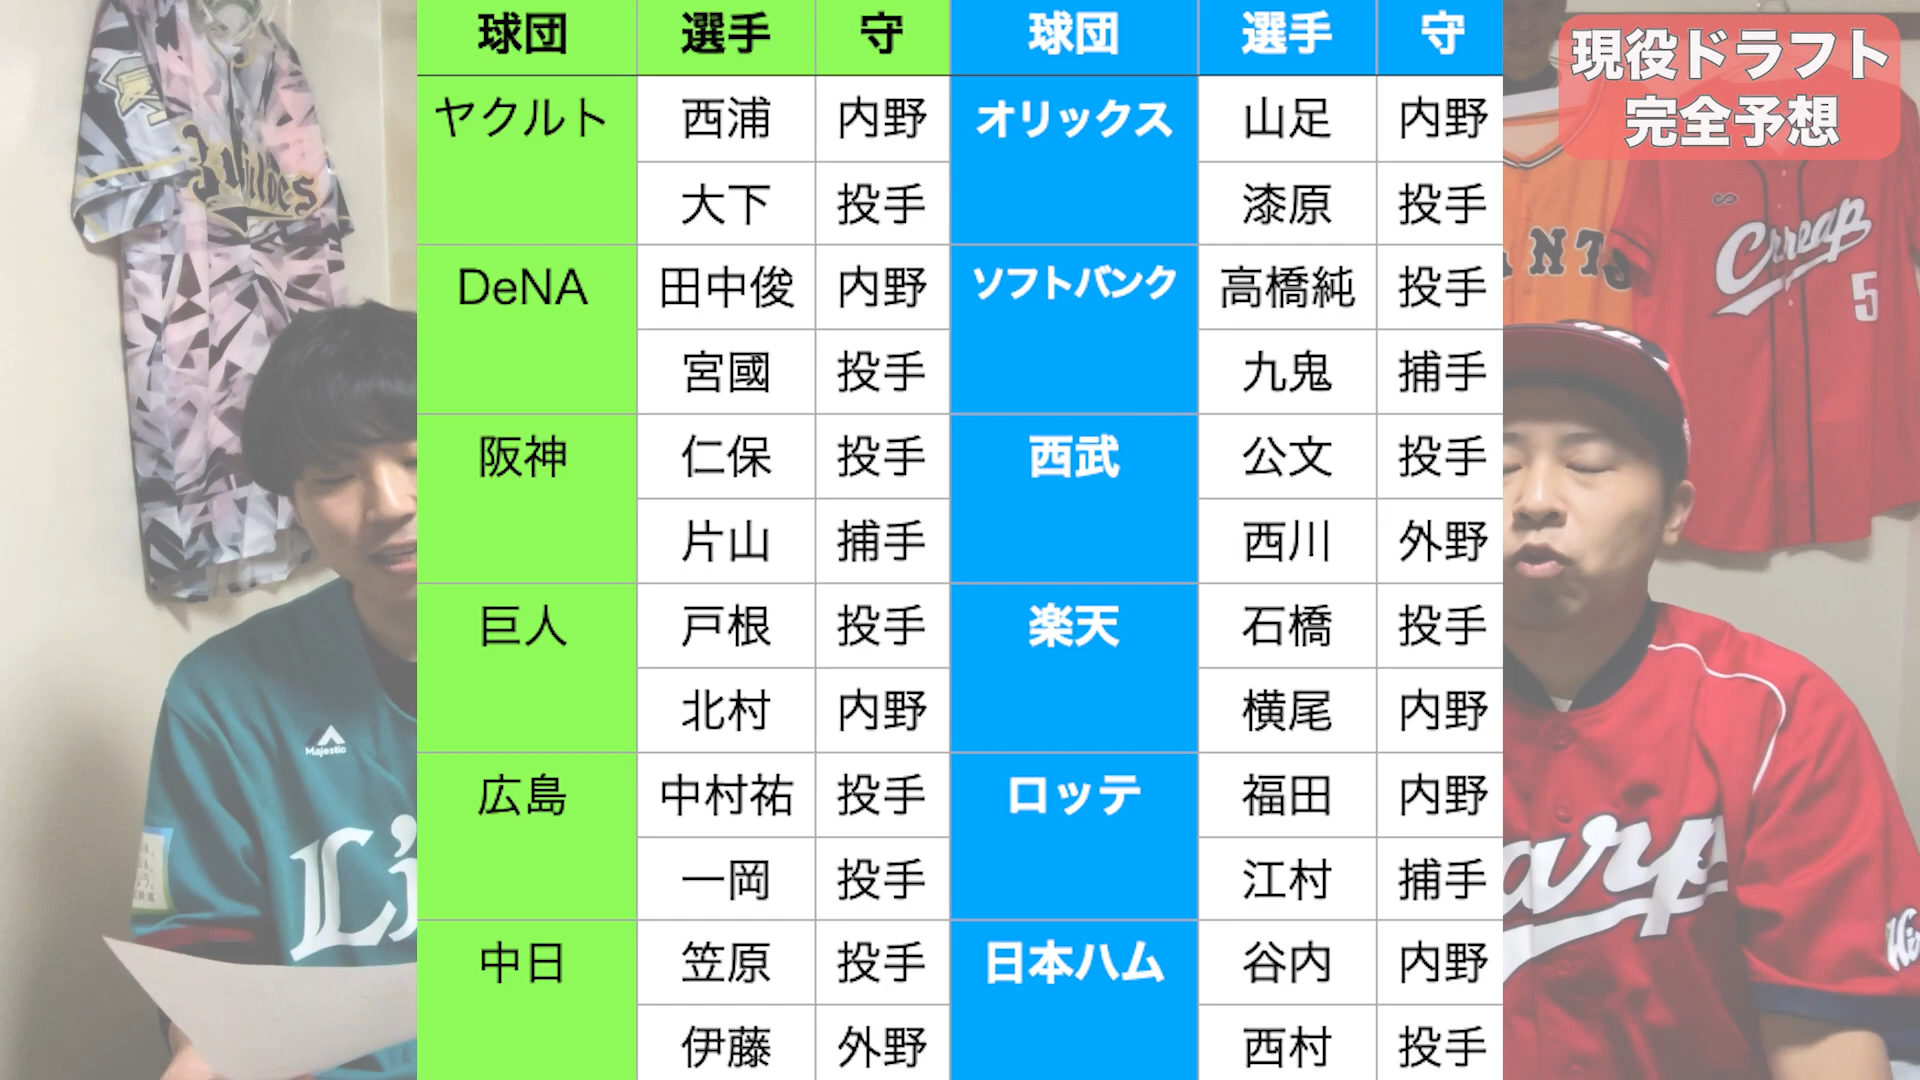 球団 選手 守 球団 選手 守
ヤクルト 西浦 内野 オリックス 山足 内野
大下 投手 漆原 投手
DeNA 田中俊 内野 ソフトバンク 高橋純 投手
宮國 投手 九鬼 捕手
阪神 仁保 投手 西武 公文 投手
片山 捕手 西川 外野
巨人 戸根 投手 楽天 石橋 投手
北村 内野 横尾 内野
広島 中村祐 投手 ロッテ 福田 内野
一岡 投手 江村 捕手
中日 笠原 投手 日本ハム 谷内 内野
伊藤 外野 西村 投手
現役ドラフト
完全予想
Majestic
Li
ANTS
5
arp